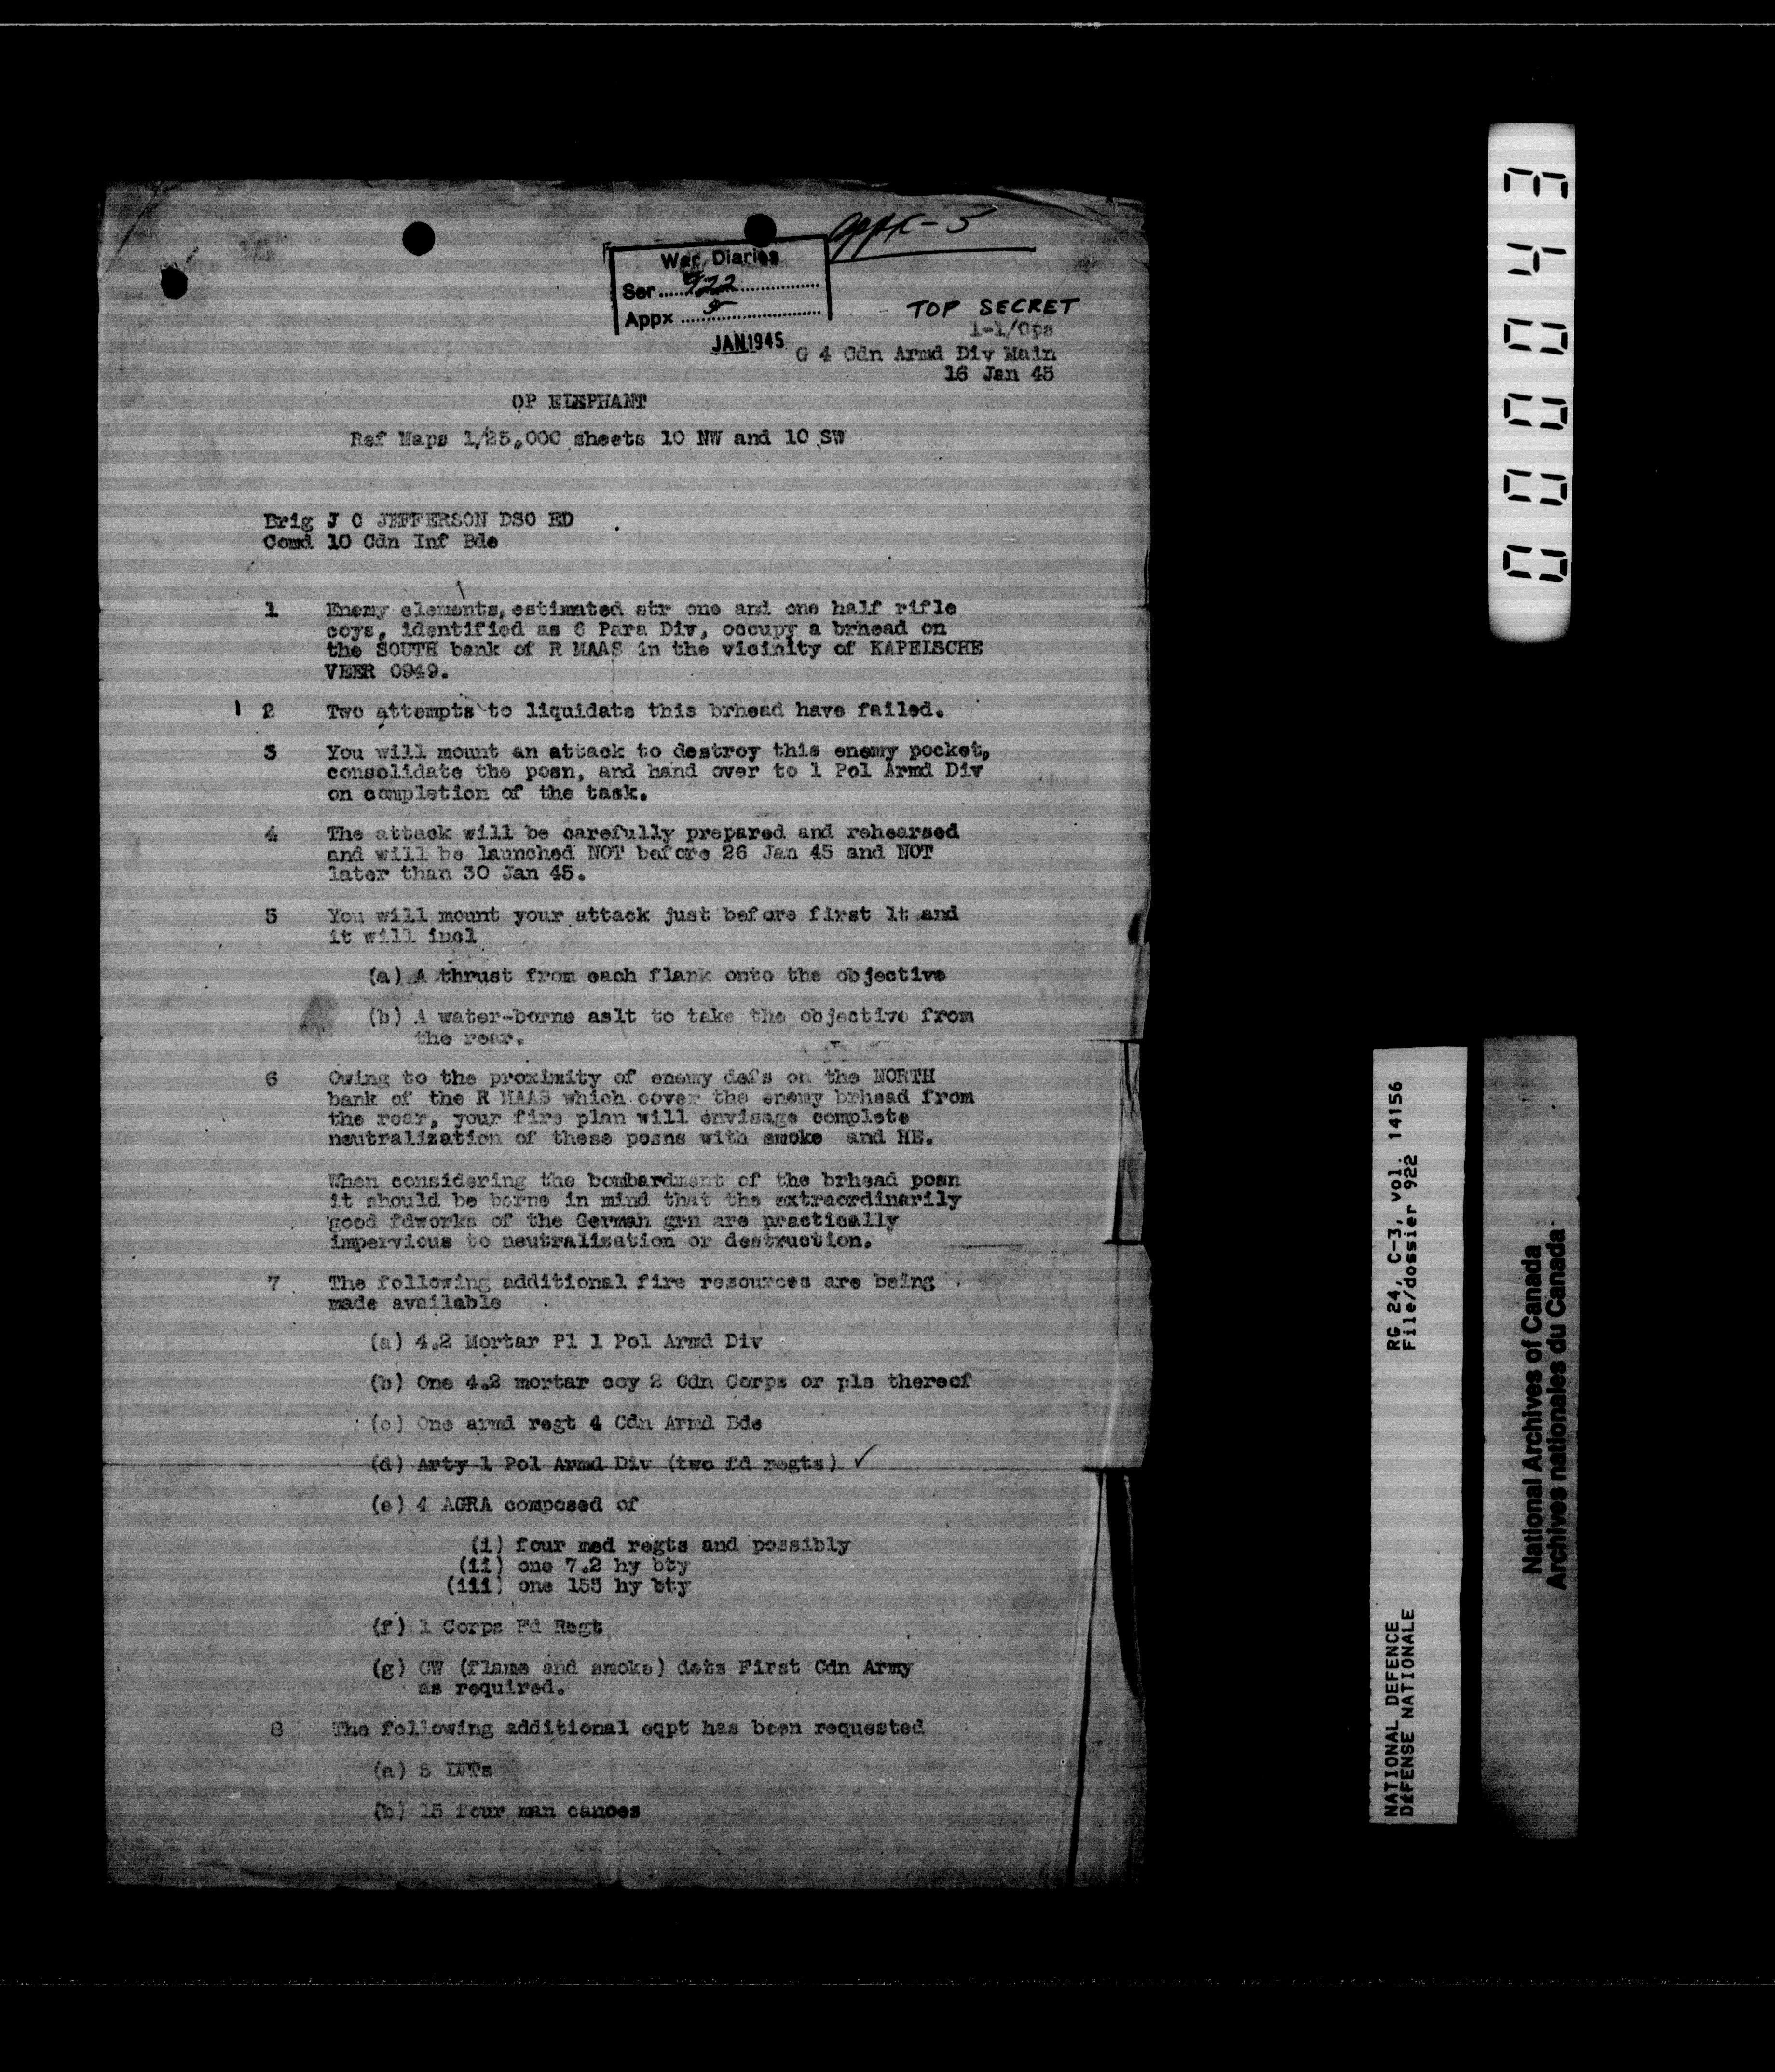 Appx-5
War Diaries
Ser 922
Appx 5
JAN 1945
TOP SECRET
1-1/Ops
G 4 Cdn Armd Div Main
16 Jan 45
OP ELEPHANT
Ref Maps 1/25,000 sheets 10 NW and 10 SW
Brig J C JEFFERSON DSO ED
Comd 10 Cdn Inf Bde
1 Enemy elements, estimated str one and one half rifle
coys, identified as 6 Para Div, occupy a brhead on
the SOUTH bank of R MAAS in the vicinity of KAPELSCHE
VEER 0949.
2 Two attempts to liquidate this brhead have failed.
3 You will mount an attack to destroy this enemy pocket,
consolidate the posn, and hand over to 1 Pol Armd Div
on completion of the task.
4 The attack will be carefully prepared and rehearsed
and will be launched NOT before 26 Jan 45 and NOT
later than 30 Jan 45.
5 You will mount your attack just before first lt and
it will incl
(a) A thrust from each flank onto the objective
(b) A water-borne aslt to take the objective from
the rear.
6 Owing to the proximity of enemy defs on the NORTH
bank of the R MAAS which cover the enemy brhead from
the rear, your fire plan will envisage complete
neutralization of these posns with smoke and HE.
When considering the bombardment of the brhead posn
it should be borne in mind that the extraordinarily
good fdworks of the German grn are practically
impervious to neutralization or destruction.
7 The following additional fire resources are being
made available
(a) 4.2 Mortar Pl 1 Pol Armd Div
(b) One 4.2 mortar coy 2 Cdn Corps or pls thereof
(c) One armd regt 4 Cdn Armd Bde
(d) Arty 1 Pol Armd Div (two fd regts) ✓
(e) 4 AGRA composed of
(i) four med regts and possibly
(ii) one 7.2 hy bty
(iii) one 155 hy bty
(f) 1 Corps Fd Regt
(g) CW (flame and smoke) dets First Cdn Army
as required.
8 The following additional eqpt has been requested
(a) 8 LVTs
(b) 15 four man canoes
000043
RG 24, C-3, vol. 14156
File/dossier 922
NATIONAL DEFENCE
DÉFENSE NATIONALE
National Archives of Canada
Archives nationales du Canada